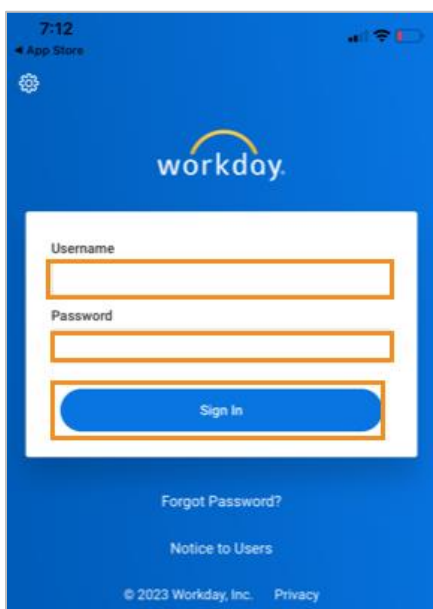 7:12
◀ App Store
workday.
Username
Password
Sign In
Forgot Password?
Notice to Users
© 2023 Workday, Inc. Privacy